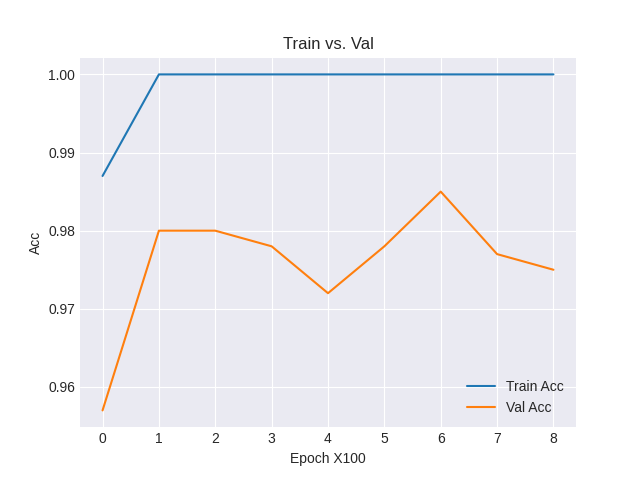 Train vs. Val
1.00
0.99
0.98
0.97
0.96
Acc
Train Acc
Val Acc
0 1 2 3 4 5 6 7 8
Epoch X100